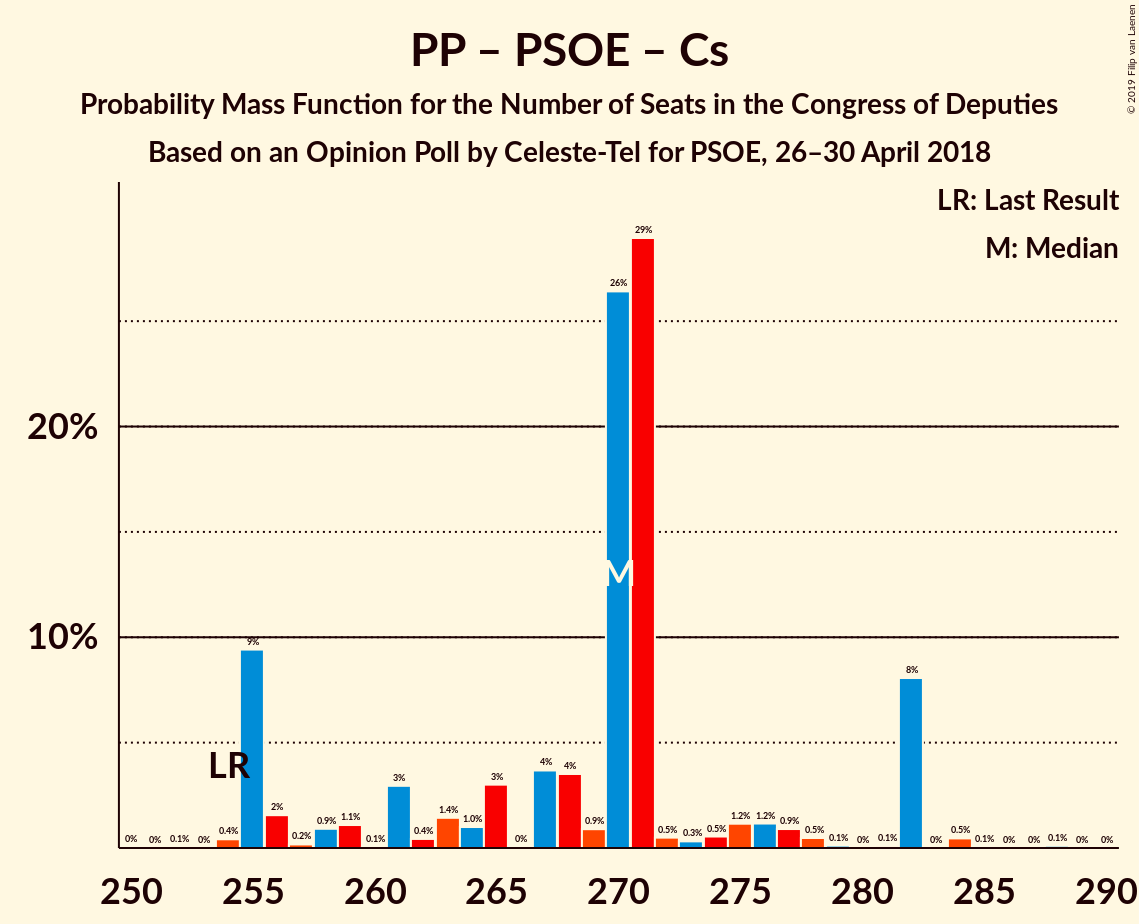 PP – PSOE – Cs
Probability Mass Function for the Number of Seats in the Congress of Deputies
Based on an Opinion Poll by Celeste-Tel for PSOE, 26–30 April 2018
© 2019 Filip van Laenen
LR: Last Result
M: Median
20%
10%
0% 0% 0.1% 0% 0.4% 9% 2% 0.2% 0.9% 1.1% 0.1% 3% 0.4% 1.4% 1.0% 3% 0% 4% 4% 0.9% 26% 29% 0.5% 0.3% 0.5% 1.2% 1.2% 0.9% 0.5% 0.1% 0% 0.1% 8% 0% 0.5% 0.1% 0% 0% 0.1% 0% 0%
LR
M
250 255 260 265 270 275 280 285 290